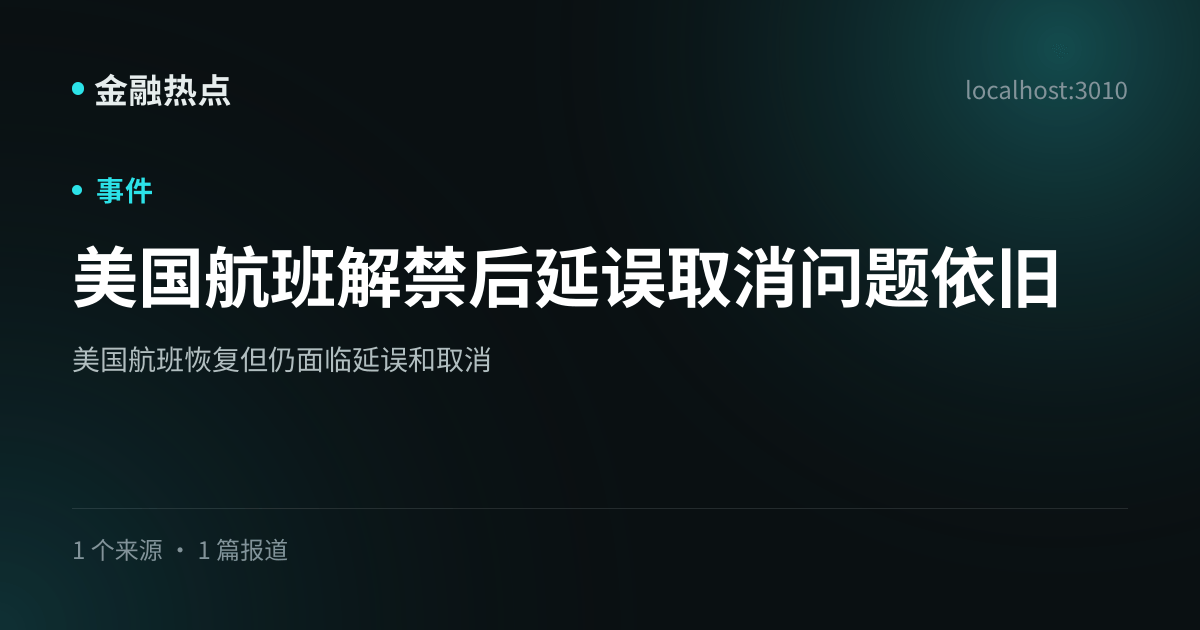 金融热点
localhost:3010
事件
美国航班解禁后延误取消问题依旧
美国航班恢复但仍面临延误和取消
1 个来源 · 1 篇报道